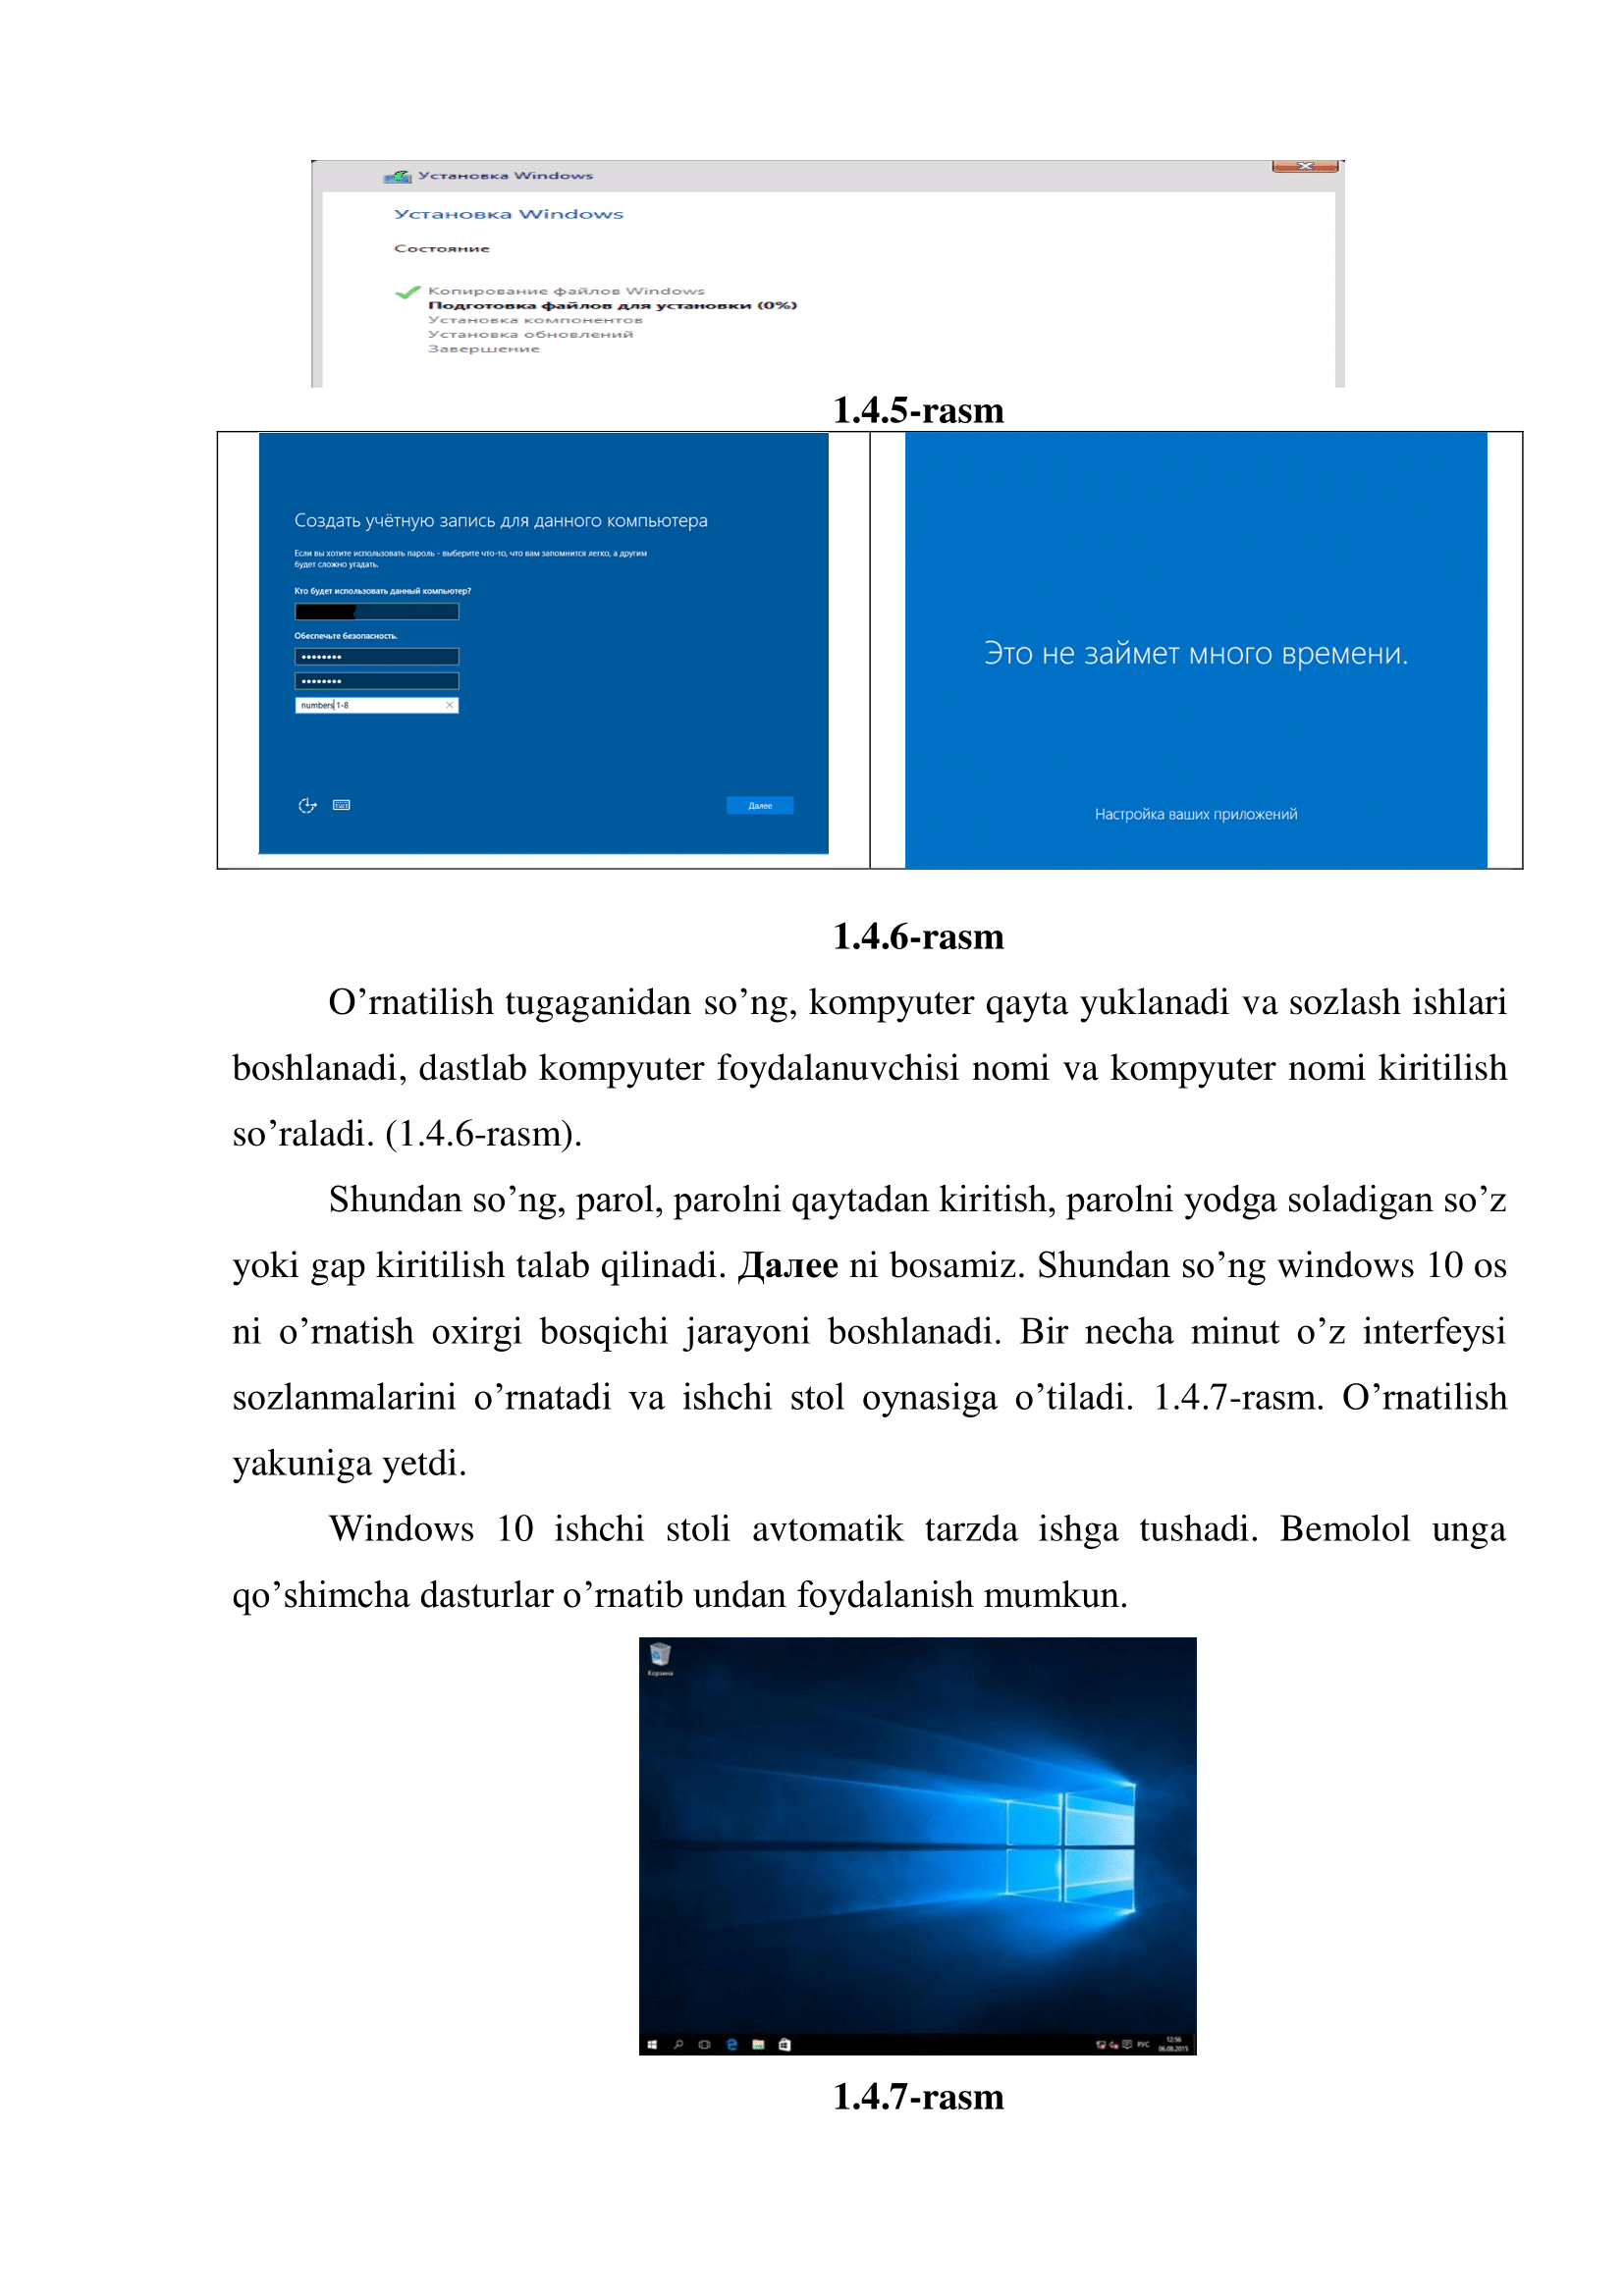 Установка Windows
Установка Windows
Состояние
Копирование файлов Windows
Подготовка файлов для установки (0%)
Установка компонентов
Установка обновлений
Завершение
1.4.5-rasm
Создать учётную запись для данного компьютера
Если вы хотите использовать пароль - выберите что-то, что вам запомнится легко, а другим
будет сложно угадать.
Кто будет использовать данный компьютер?
Обеспечьте безопасность.
••••••••
••••••••
numbers 1-8
Далее
Это не займет много времени.
Настройка ваших приложений
1.4.6-rasm
O’rnatilish tugaganidan so’ng, kompyuter qayta yuklanadi va sozlash ishlari
boshlanadi, dastlab kompyuter foydalanuvchisi nomi va kompyuter nomi kiritilish
so’raladi. (1.4.6-rasm).
Shundan so’ng, parol, parolni qaytadan kiritish, parolni yodga soladigan so’z
yoki gap kiritilish talab qilinadi. Далее ni bosamiz. Shundan so’ng windows 10 os
ni o’rnatish oxirgi bosqichi jarayoni boshlanadi. Bir necha minut o’z interfeysi
sozlanmalarini o’rnatadi va ishchi stol oynasiga o’tiladi. 1.4.7-rasm. O’rnatilish
yakuniga yetdi.
Windows 10 ishchi stoli avtomatik tarzda ishga tushadi. Bemolol unga
qo’shimcha dasturlar o’rnatib undan foydalanish mumkun.
Корзина
РУС
12:56
06.08.2015
1.4.7-rasm